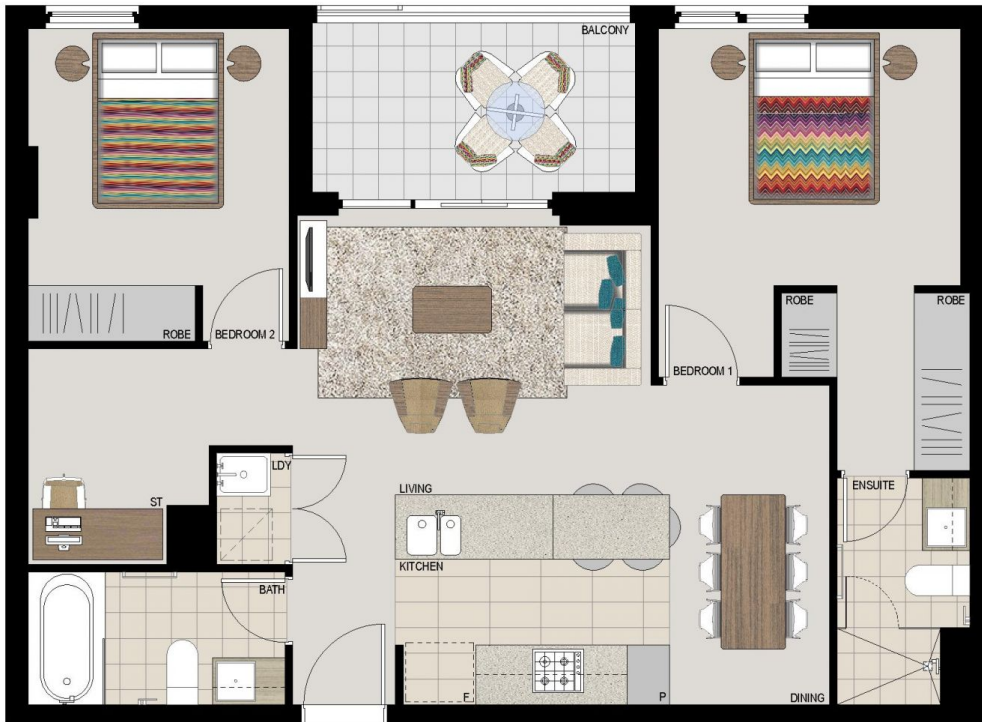 BALCONY
ROBE
BEDROOM 2
BEDROOM 1
ROBE
ROBE
LDY
ST
LIVING
KITCHEN
ENSUITE
BATH
F
P
DINING